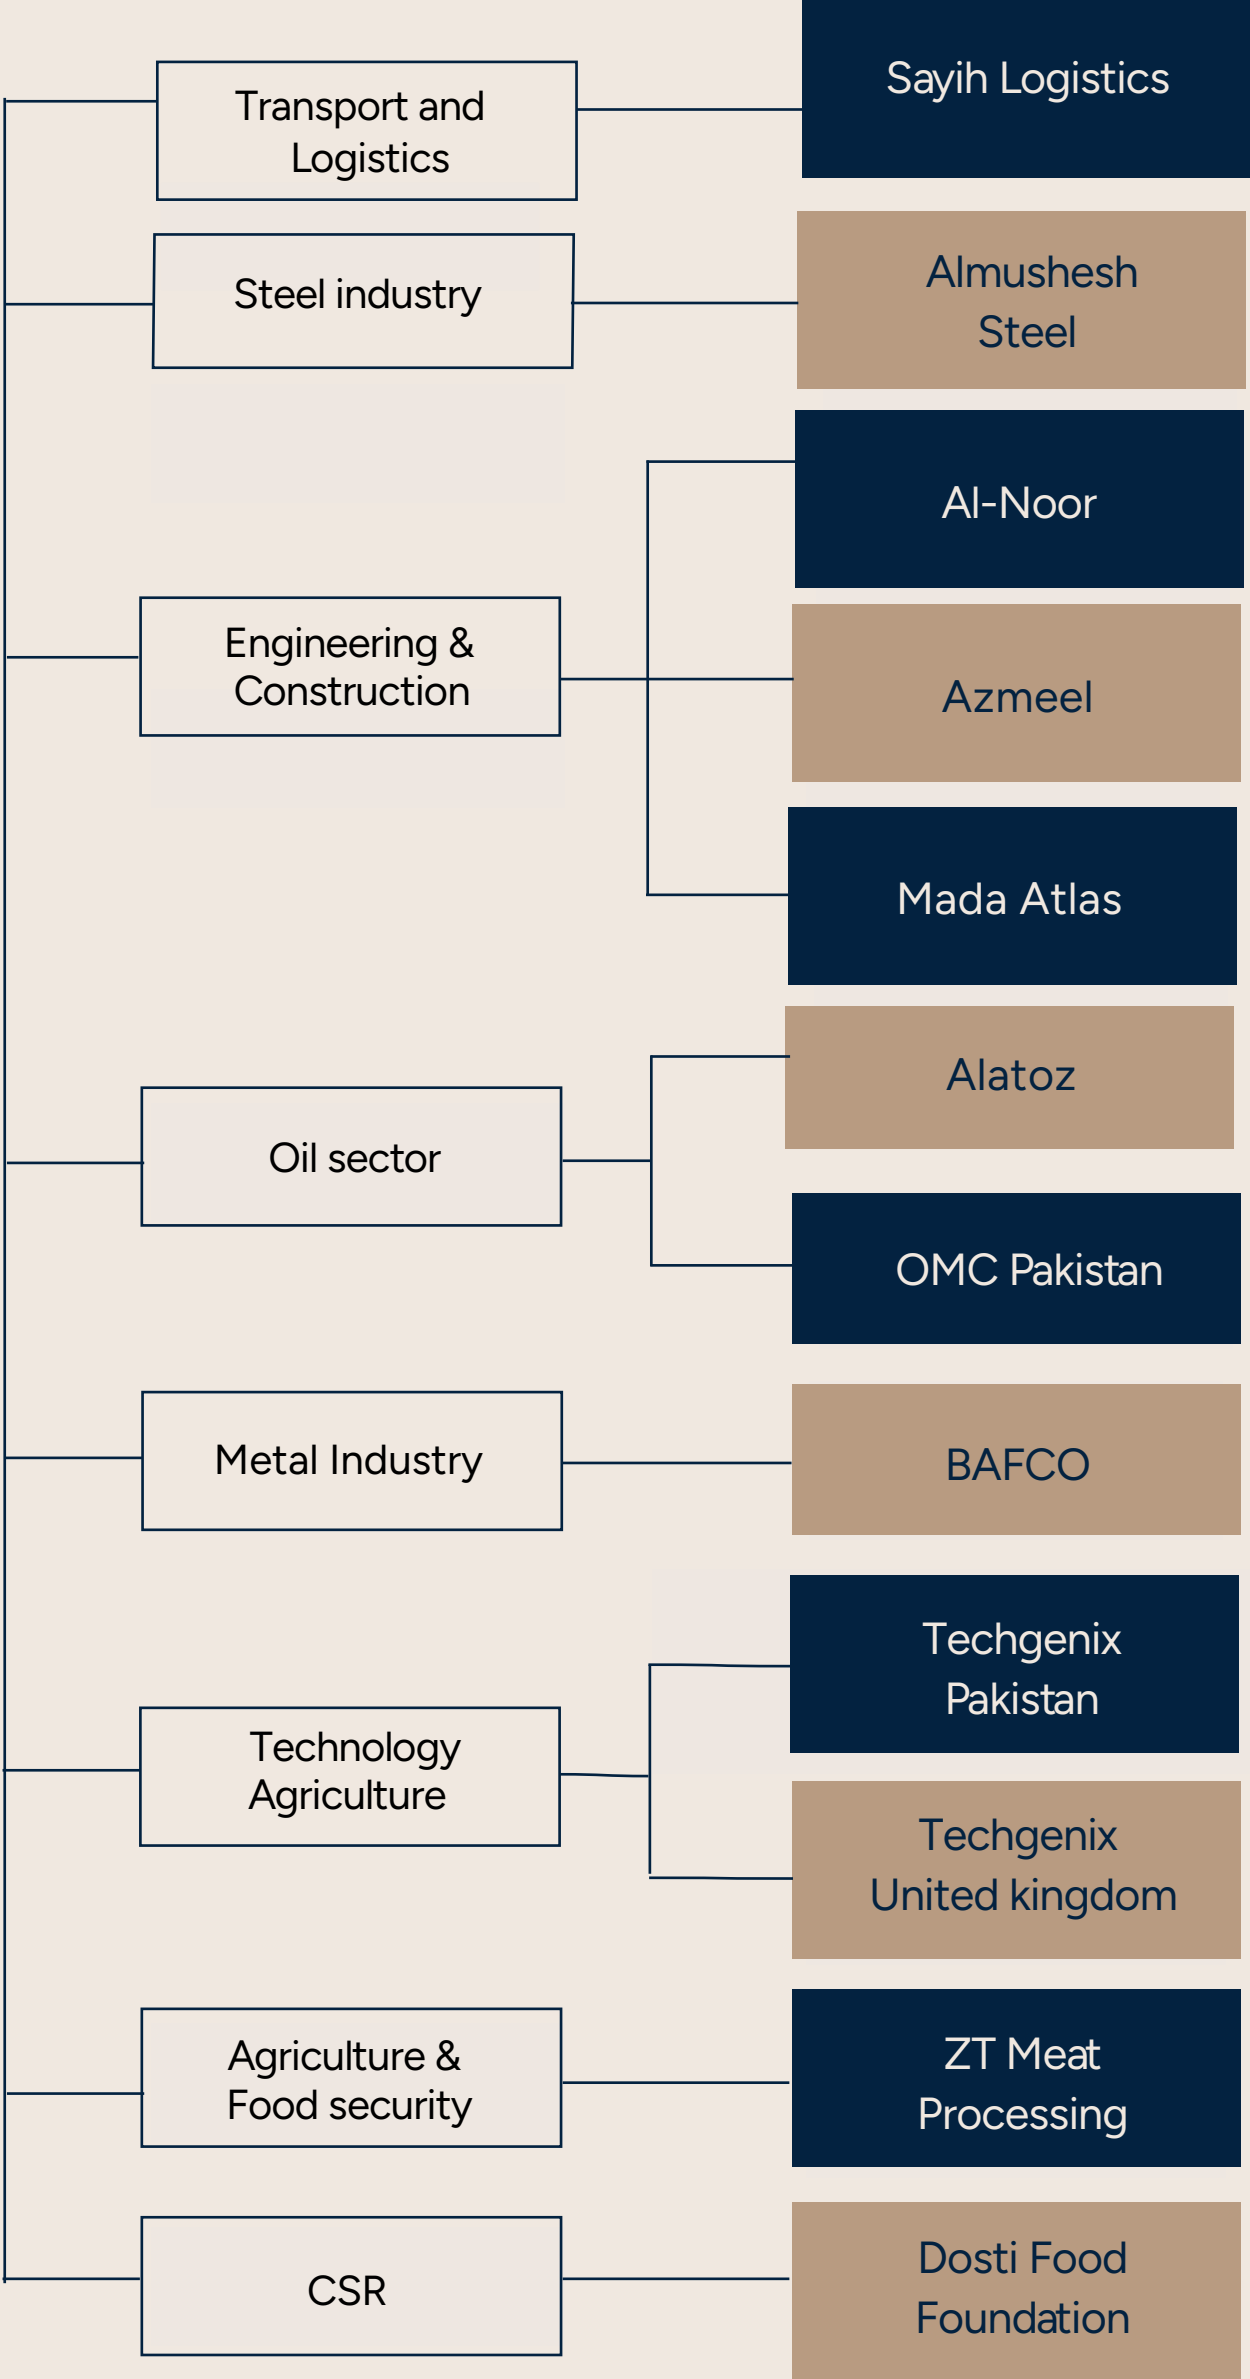 Transport and
Logistics
Sayih Logistics
Steel industry
Almushesh
Steel
Engineering &
Construction
Al-Noor
Azmeel
Mada Atlas
Oil sector
Alatoz
OMC Pakistan
Metal Industry
BAFCO
Technology
Agriculture
Techgenix
Pakistan
Techgenix
United kingdom
Agriculture &
Food security
ZT Meat
Processing
CSR
Dosti Food
Foundation